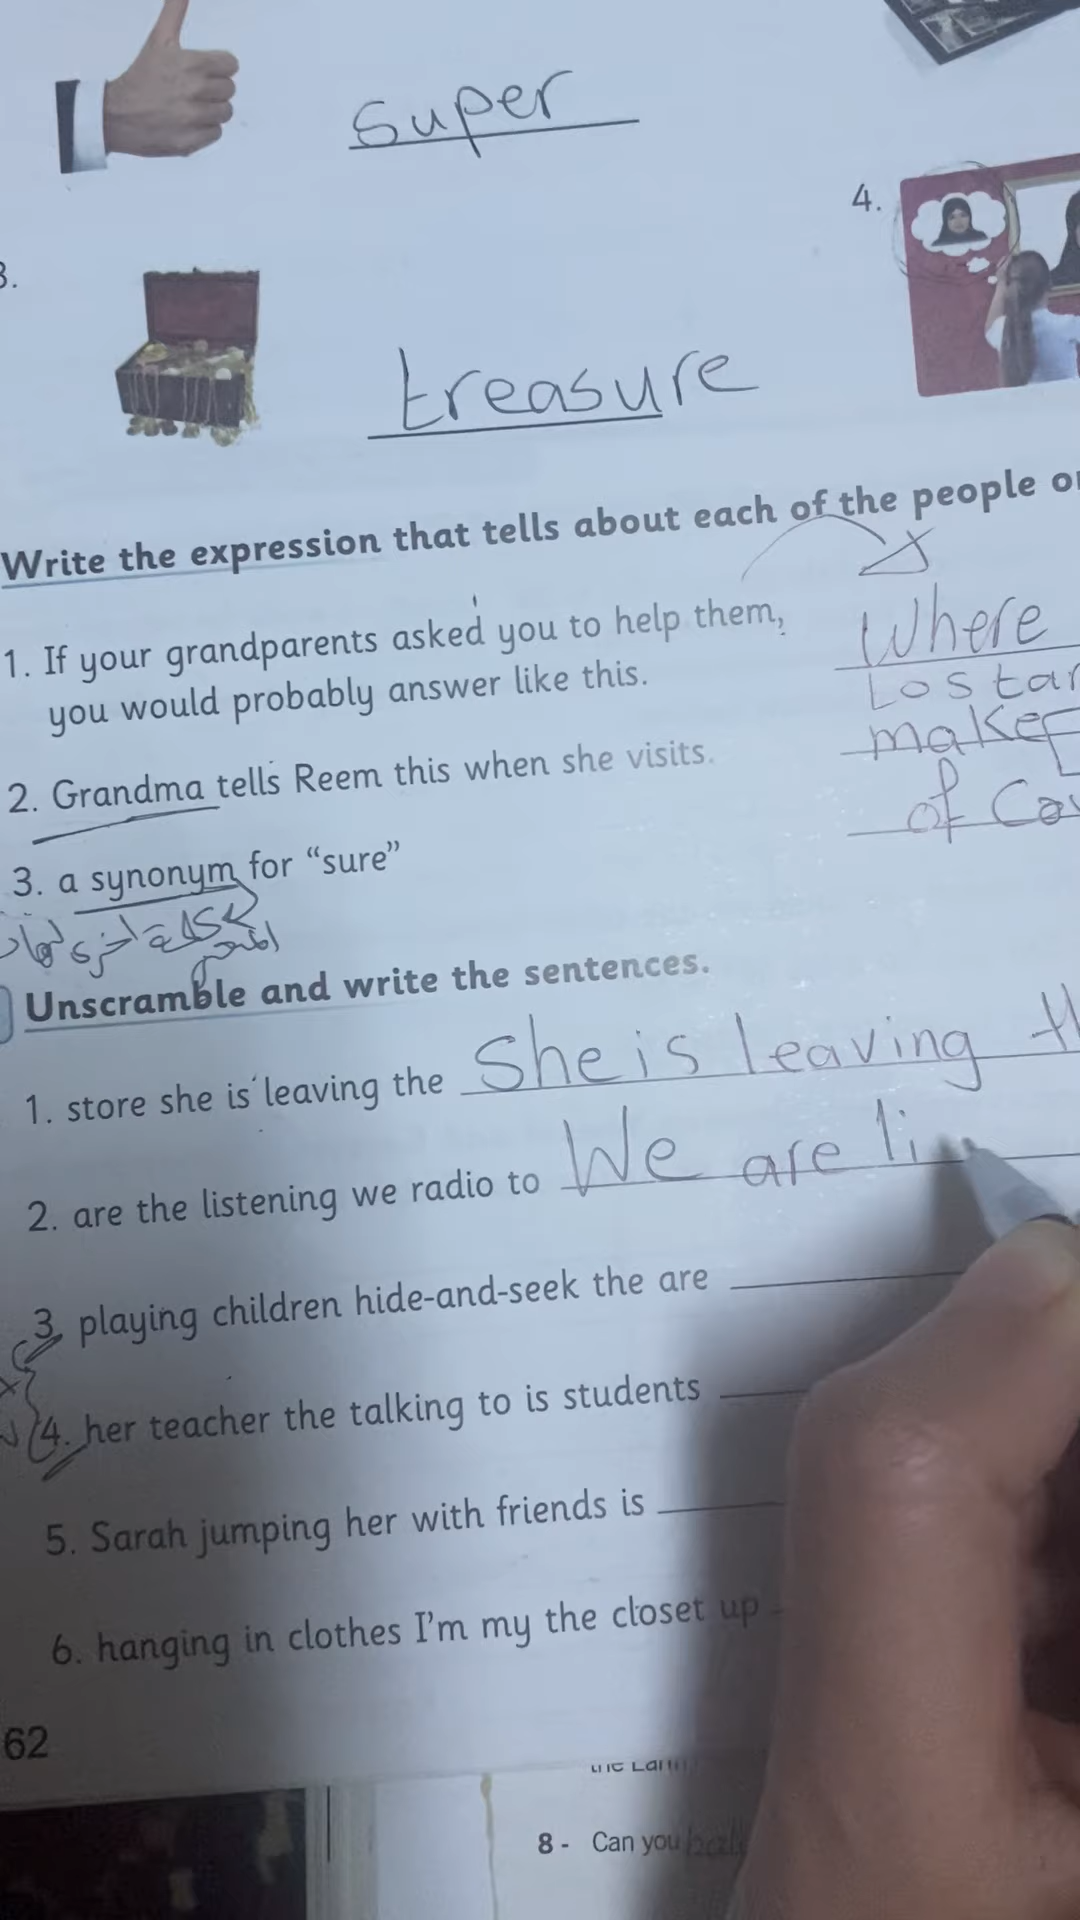 super
4.
3.
treasure
Write the expression that tells about each of the people
1. If your grandparents asked you to help them,
you would probably answer like this.
Where
2. Grandma tells Reem this when she visits.
make
of
3. a synonym for “sure”
Unscramble and write the sentences.
1. store she is leaving the She is leaving
2. are the listening we radio to We are li
3. playing children hide-and-seek the are
4. her teacher the talking to is students
5. Sarah jumping her with friends is
6. hanging in clothes I’m my the closet up
62
8 - Can you